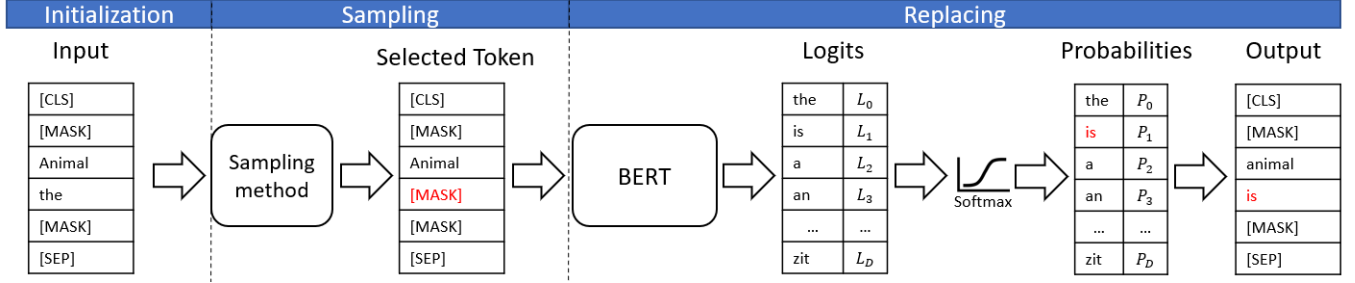 Initialization Sampling Replacing
Input Selected Token Logits Probabilities Output
[CLS] [CLS] the L₀ the P₀ [CLS]
[MASK] [MASK] is L₁ is P₁ [MASK]
Animal Sampling method Animal BERT a L₂ Softmax a P₂ animal
the [MASK] an L₃ an P₃ is
[MASK] [MASK] ... ... ... ... [MASK]
[SEP] [SEP] zit L_D zit P_D [SEP]